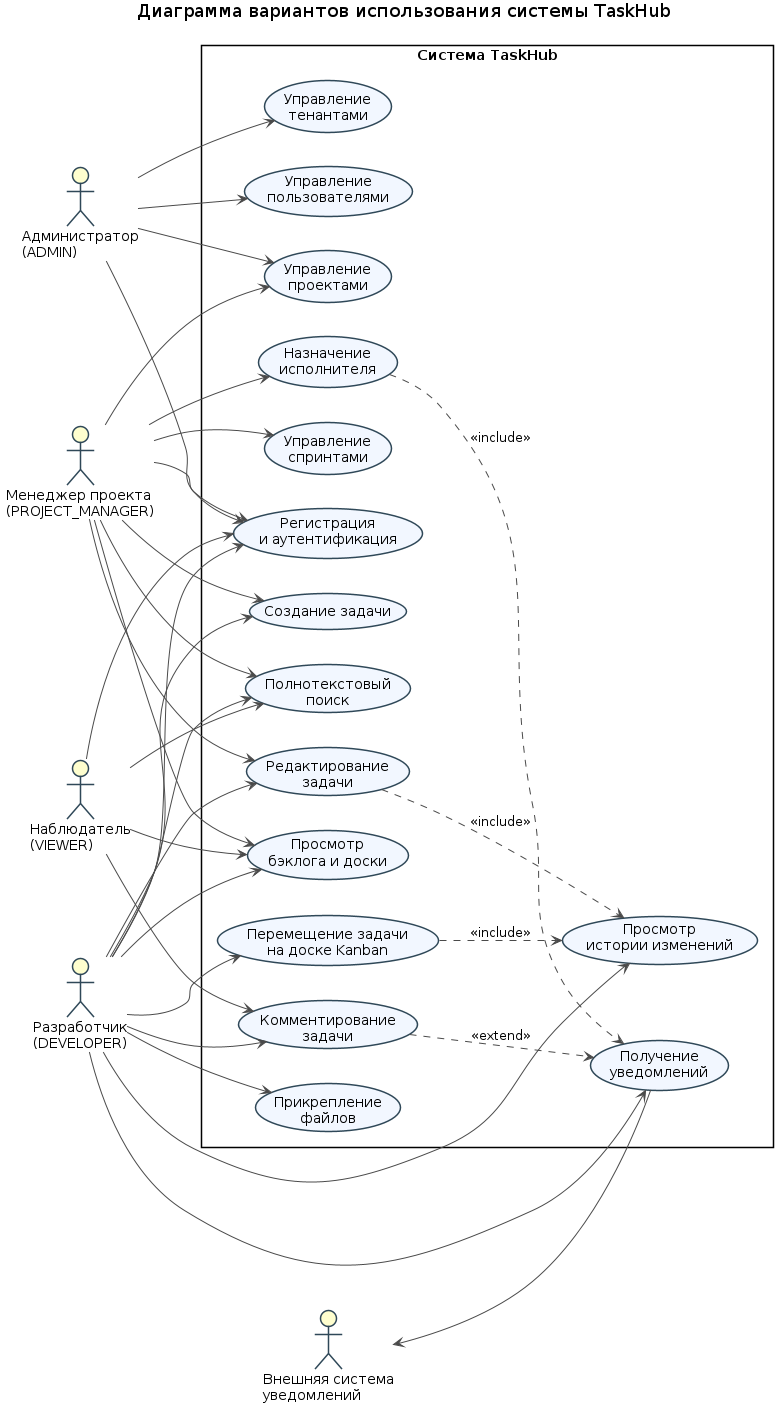 Диаграмма вариантов использования системы TaskHub
Система TaskHub
Управление
тенантами
Управление
пользователями
Администратор
(ADMIN)
Управление
проектами
Назначение
исполнителя
«include»
Управление
спринтами
Менеджер проекта
(PROJECT_MANAGER)
Регистрация
и аутентификация
Создание задачи
Полнотекстовый
поиск
Редактирование
задачи
«include»
Наблюдатель
(VIEWER)
Просмотр
бэклога и доски
Перемещение задачи
на доске Kanban
«include»
Просмотр
истории изменений
Разработчик
(DEVELOPER)
Комментирование
задачи
«extend»
Получение
уведомлений
Прикрепление
файлов
Внешняя система
уведомлений